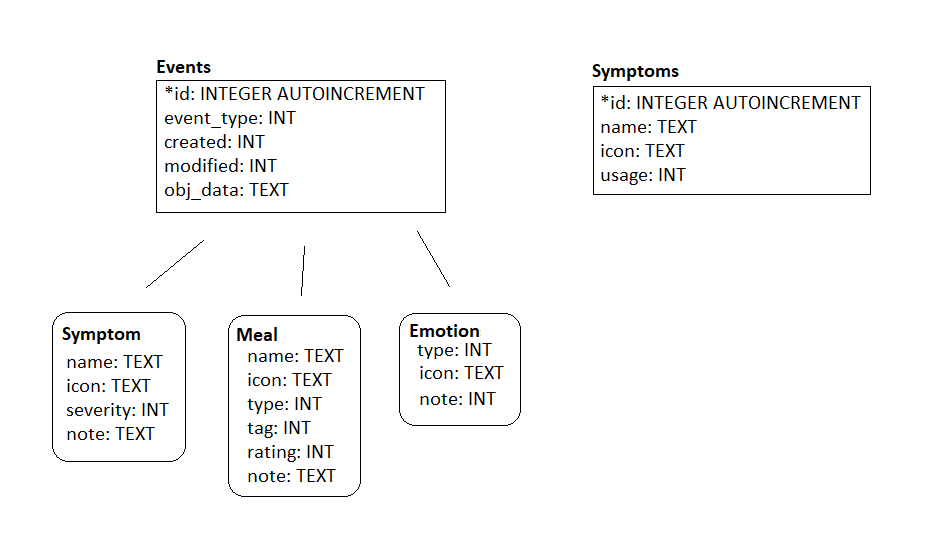 Events
*id: INTEGER AUTOINCREMENT
event_type: INT
created: INT
modified: INT
obj_data: TEXT
Symptoms
*id: INTEGER AUTOINCREMENT
name: TEXT
icon: TEXT
usage: INT
Symptom
name: TEXT
icon: TEXT
severity: INT
note: TEXT
Meal
name: TEXT
icon: TEXT
type: INT
tag: INT
rating: INT
note: TEXT
Emotion
type: INT
icon: TEXT
note: INT